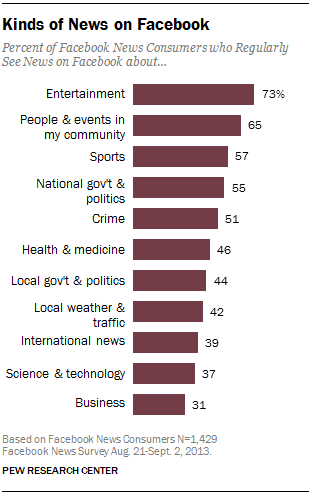 Kinds of News on Facebook
Percent of Facebook News Consumers who Regularly
See News on Facebook about...
Entertainment 73%
People & events in
my community 65
Sports 57
National gov't &
politics 55
Crime 51
Health & medicine 46
Local gov't & politics 44
Local weather &
traffic 42
International news 39
Science & technology 37
Business 31
Based on Facebook News Consumers N=1,429
Facebook News Survey Aug. 21-Sept. 2, 2013.
PEW RESEARCH CENTER